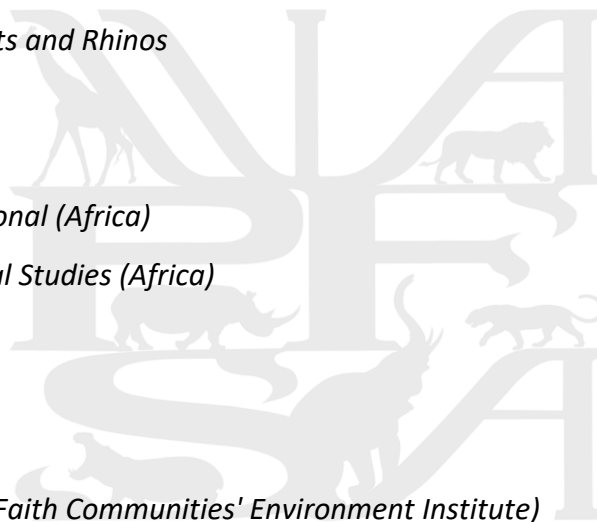 ts and Rhinos
onal (Africa)
al Studies (Africa)
Faith Communities' Environment Institute)